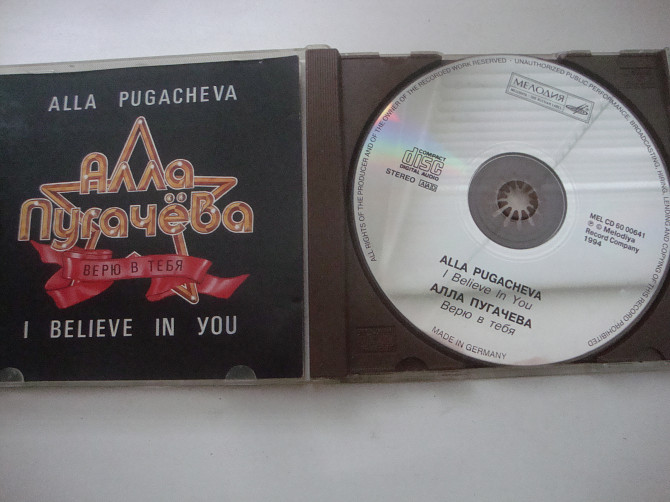 ALLA PUGACHEVA
Алла
Пугачёва
ВЕРЮ В ТЕБЯ
I BELIEVE IN YOU
ALL RIGHTS OF THE PRODUCER AND OF THE OWNER OF THE RECORDED WORK RESERVED · UNAUTHORIZED PUBLIC PERFORMANCE, BROADCASTING, HIRING, LENDING AND COPYING OF THIS RECORD PROHIBITED
МЕЛОДИЯ
COMPACT
disc
DIGITAL AUDIO
STEREO AAD
MEL CD 60 00641
℗ © Melodiya
Record Company
1994
ALLA PUGACHEVA
I Believe In You
АЛЛА ПУГАЧЕВА
Верю в тебя
MADE IN GERMANY